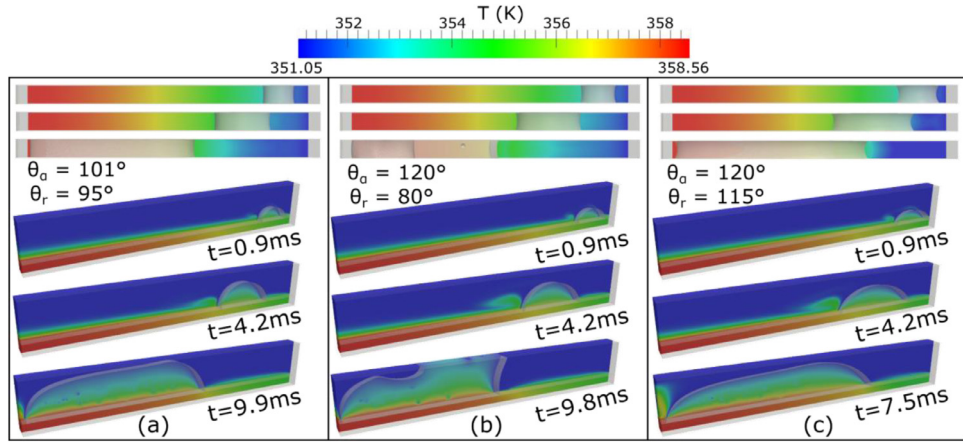 T (K)
352 354 356 358
351.05 358.56
θa = 101°
θr = 95°
t=0.9ms
t=4.2ms
t=9.9ms
(a)
θa = 120°
θr = 80°
t=0.9ms
t=4.2ms
t=9.8ms
(b)
θa = 120°
θr = 115°
t=0.9ms
t=4.2ms
t=7.5ms
(c)